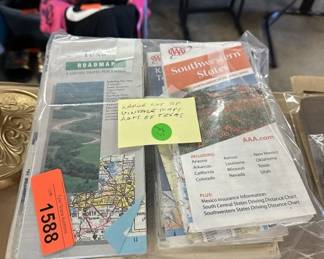 Texas
ROADMAP
AAA
Southwestern
States
LARGE LOT OF
VINTAGE MAPS
LOTS OF TEXAS
AAA.com
INCLUDING:
Arizona Kansas New Mexico
Arkansas Louisiana Oklahoma
California Missouri Texas
Colorado Nevada Utah
PLUS:
Mexico Insurance Information
South Central States Driving Distance Chart
Southwestern States Driving Distance Chart
1588